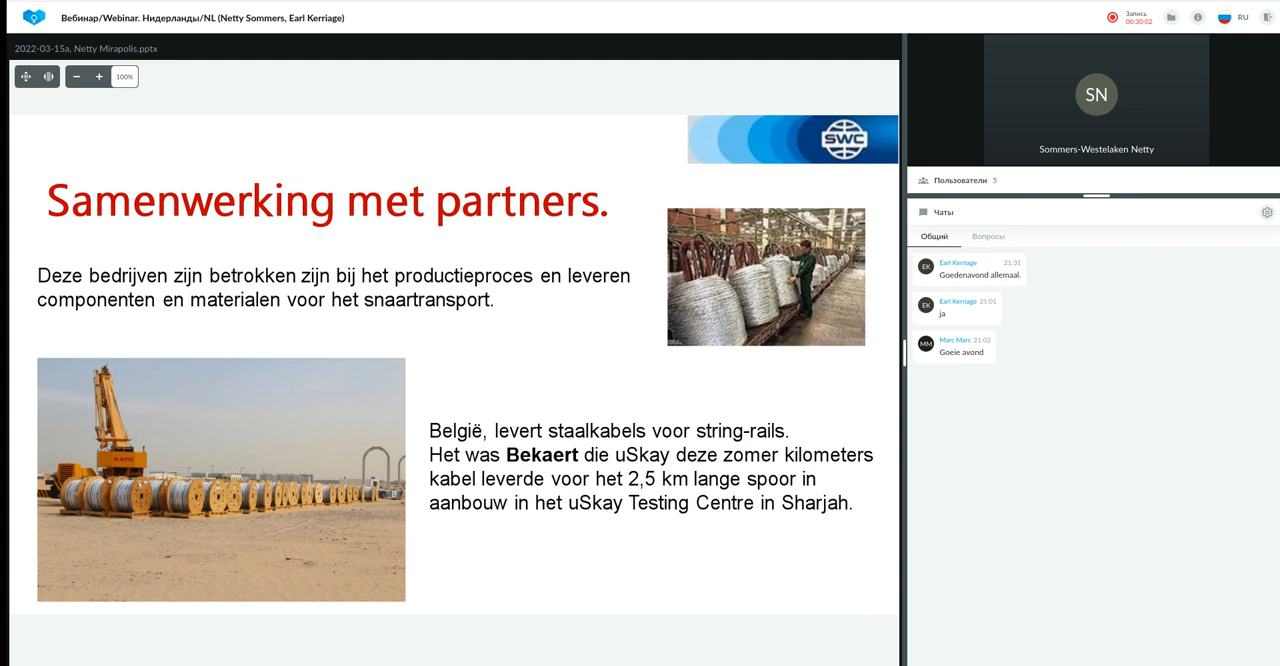 Вебинар/Webinar. Нидерланды/NL (Netty Sommers, Earl Kerriage)
Запись
00:30:02
RU
2022-03-15a, Netty Mirapolis.pptx
100%
SWC
Samenwerking met partners.
Deze bedrijven zijn betrokken zijn bij het productieproces en leveren
componenten en materialen voor het snaartransport.
KATO
België, levert staalkabels voor string-rails.
Het was Bekaert die uSkay deze zomer kilometers
kabel leverde voor het 2,5 km lange spoor in
aanbouw in het uSkay Testing Centre in Sharjah.
SN
Sommers-Westelaken Netty
Пользователи 5
Чаты
Общий Вопросы
EK Earl Kerriage 21:31
Goedenavond allemaal.
EK Earl Kerriage 21:01
ja
MM Marc Marc 21:02
Goeie avond